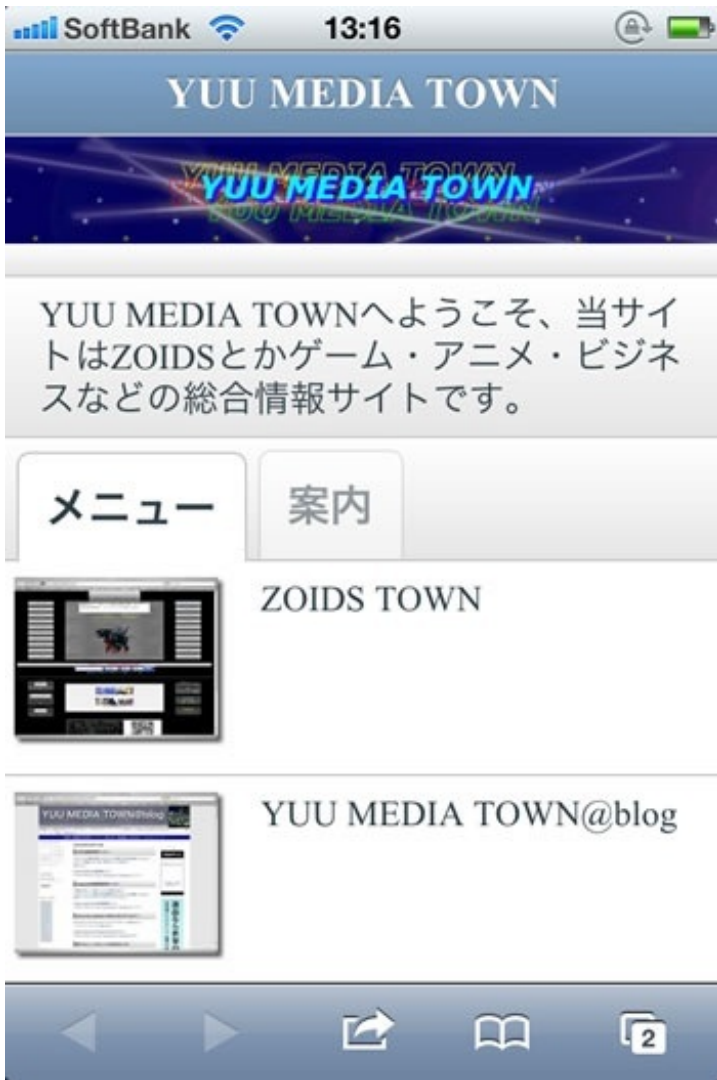 SoftBank 13:16
YUU MEDIA TOWN
YUU MEDIA TOWN
YUU MEDIA TOWNへようこそ、当サイ
トはZOIDSとかゲーム・アニメ・ビジネ
スなどの総合情報サイトです。
メニュー 案内
ZOIDS TOWN
YUU MEDIA TOWN@blog
YUU MEDIA TOWN@blog
2